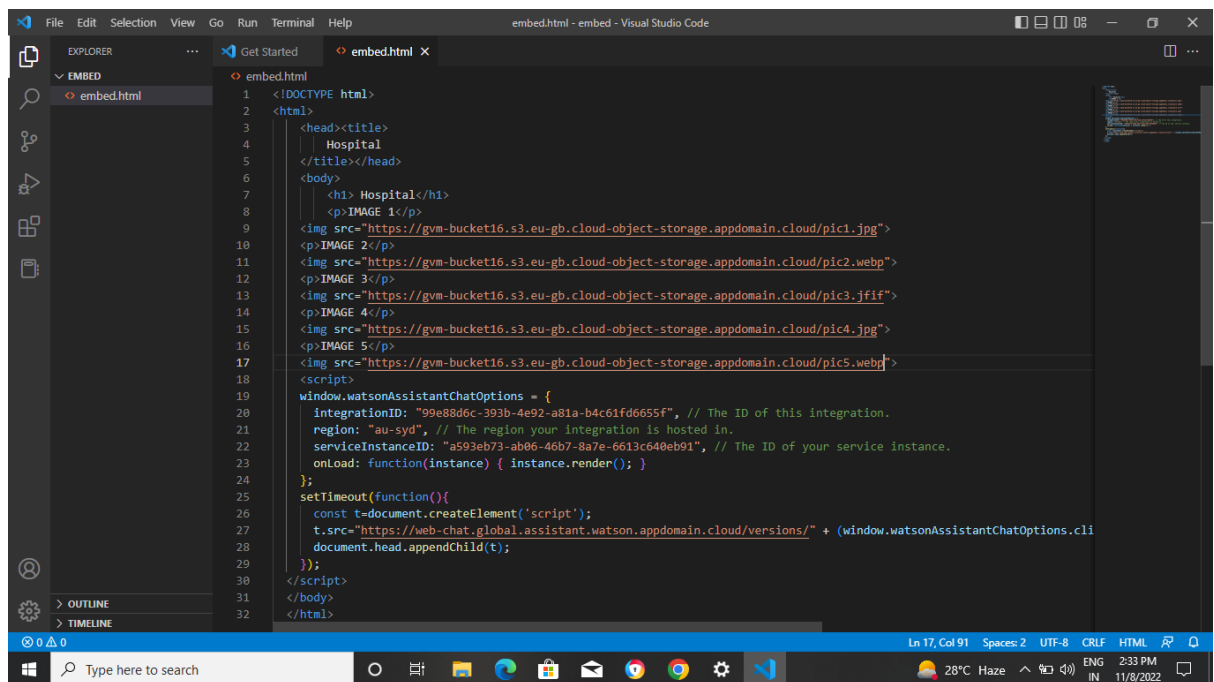 File Edit Selection View Go Run Terminal Help embed.html - embed - Visual Studio Code
EXPLORER ... Get Started <> embed.html
EMBED <> embed.html
<> embed.html
1 <!DOCTYPE html>
2 <html>
3 <head><title>
4 Hospital
5 </title></head>
6 <body>
7 <h1> Hospital</h1>
8 <p>IMAGE 1</p>
9 <img src="https://gvm-bucket16.s3.eu-gb.cloud-object-storage.appdomain.cloud/pic1.jpg">
10 <p>IMAGE 2</p>
11 <img src="https://gvm-bucket16.s3.eu-gb.cloud-object-storage.appdomain.cloud/pic2.webp">
12 <p>IMAGE 3</p>
13 <img src="https://gvm-bucket16.s3.eu-gb.cloud-object-storage.appdomain.cloud/pic3.jfif">
14 <p>IMAGE 4</p>
15 <img src="https://gvm-bucket16.s3.eu-gb.cloud-object-storage.appdomain.cloud/pic4.jpg">
16 <p>IMAGE 5</p>
17 <img src="https://gvm-bucket16.s3.eu-gb.cloud-object-storage.appdomain.cloud/pic5.webp">
18 <script>
19 window.watsonAssistantChatOptions = {
20 integrationID: "99e88d6c-393b-4e92-a81a-b4c61fd6655f", // The ID of this integration.
21 region: "au-syd", // The region your integration is hosted in.
22 serviceInstanceID: "a593eb73-ab06-46b7-8a7e-6613c640eb91", // The ID of your service instance.
23 onLoad: function(instance) { instance.render(); }
24 };
25 setTimeout(function(){
26 const t=document.createElement('script');
27 t.src="https://web-chat.global.assistant.watson.appdomain.cloud/versions/" + (window.watsonAssistantChatOptions.cli
28 document.head.appendChild(t);
29 });
30 </script>
31 </body>
32 </html>
OUTLINE
TIMELINE
0 0 Ln 17, Col 91 Spaces: 2 UTF-8 CRLF HTML
Type here to search 28°C Haze ENG IN 2:33 PM 11/8/2022